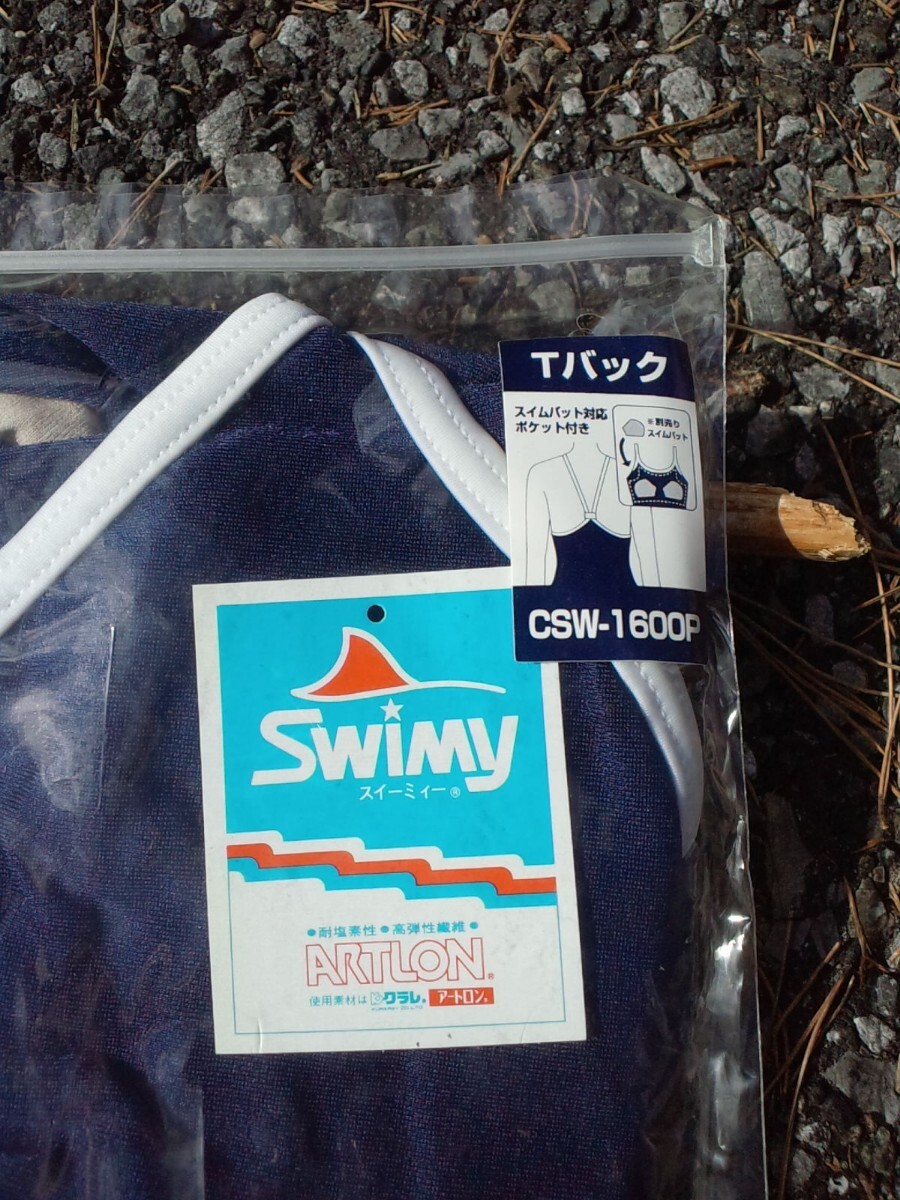 Tバック
スイムパット対応
ポケット付き
※別売り
スイムパット
CSW-1600P
Swimy
スイーミィー®
●耐塩素性●高弾性繊維●
ARTLON®
使用素材はクラレ アートロン®
KURARAY CO.,LTD